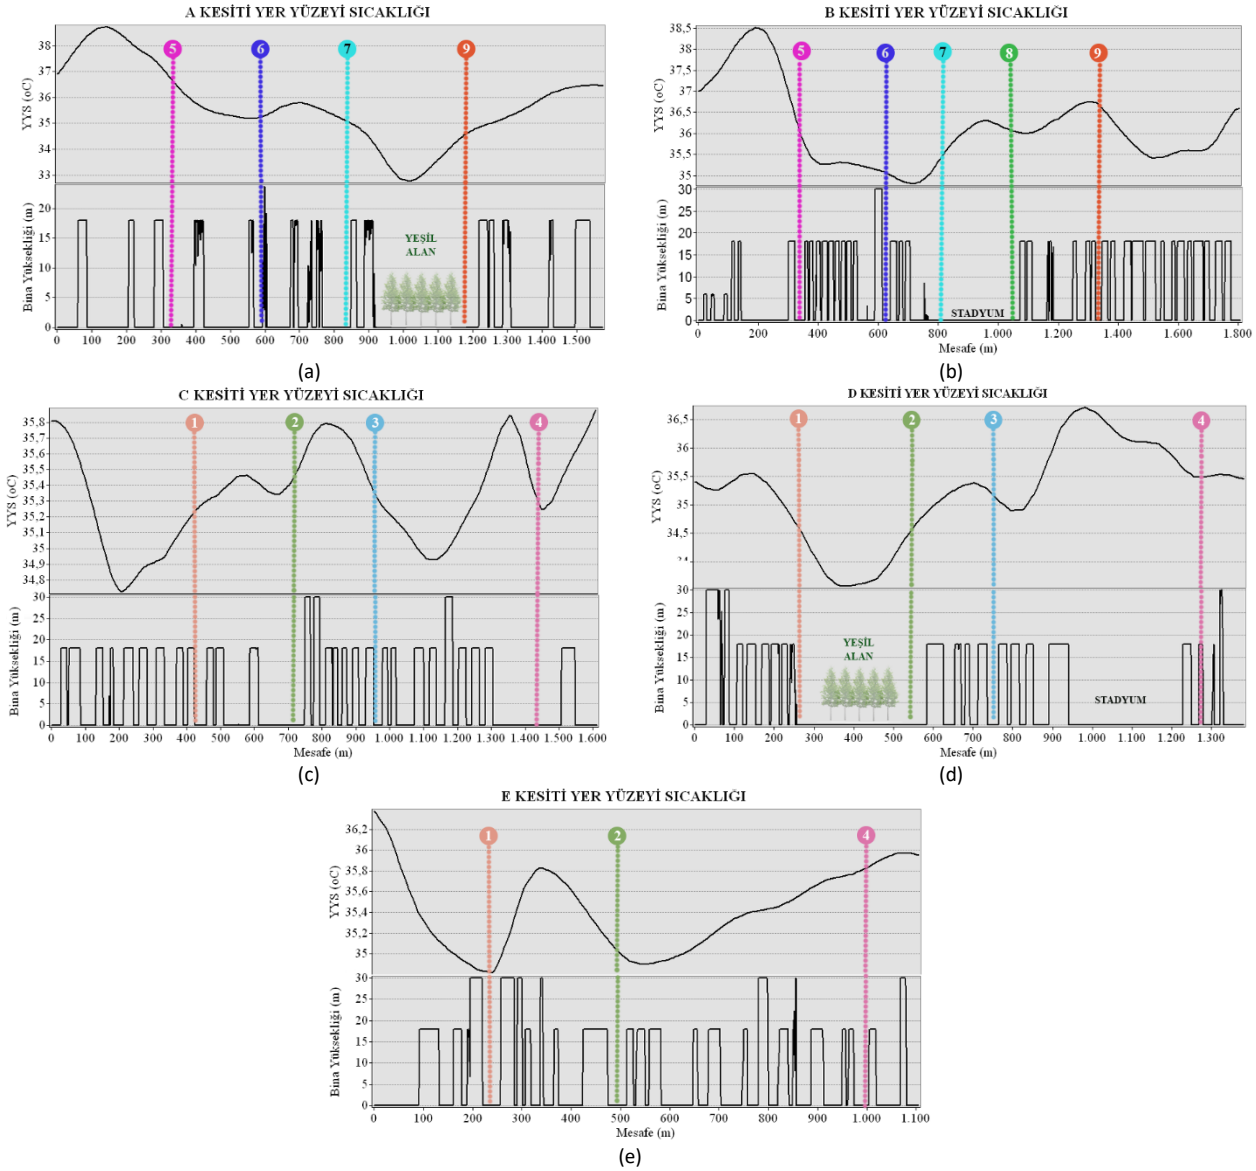 A KESİTİ YER YÜZEYİ SICAKLIĞI
5 6 7 9
YYS (oC)
38
37
36
35
33
33
Bina Yüksekliği (m)
20
15
10
5
0
YEŞİL
ALAN
0 100 200 300 400 500 600 700 800 900 1.000 1.100 1.200 1.300 1.400 1.500
(a)
B KESİTİ YER YÜZEYİ SICAKLIĞI
5 6 7 8 9
YYS (oC)
38,5
38
37,5
37
36,5
36
35,5
35
Bina Yüksekliği (m)
30
25
20
15
10
5
0
STADYUM
0 200 400 600 800 1.000 1.200 1.400 1.600 1.800
Mesafe (m)
(b)
C KESİTİ YER YÜZEYİ SICAKLIĞI
1 2 3 4
YYS (oC)
35,8
35,6
35,5
35,5
35,3
35,2
35,1
35
34,9
34,8
Bina Yüksekliği (m)
30
25
20
15
10
5
0
0 100 200 300 400 500 600 700 800 900 1.000 1.100 1.200 1.300 1.400 1.500 1.600
Mesafe (m)
(c)
D KESİTİ YER YÜZEYİ SICAKLIĞI
1 2 3 4
YYS (oC)
36,5
35,5
35
34,5
34
Bina Yüksekliği (m)
30
25
20
15
10
5
0
YEŞİL
ALAN
STADYUM
0 100 200 300 400 500 600 700 800 900 1.000 1.100 1.200 1.300
Mesafe (m)
(d)
E KESİTİ YER YÜZEYİ SICAKLIĞI
1 2 4
YYS (oC)
36,2
36
35,8
35,6
35,4
35,2
35
Bina Yüksekliği (m)
30
25
20
15
10
5
0
0 100 200 300 400 500 600 700 800 900 1.000 1.100
Mesafe (m)
(e)